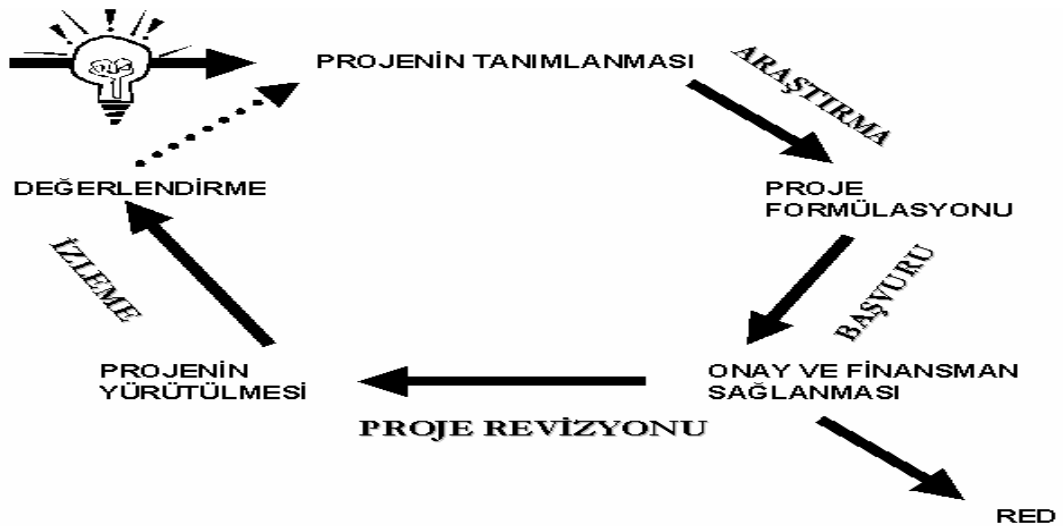 PROJENİN TANIMLANMASI
ARAŞTIRMA
PROJE
FORMÜLASYONU
BAŞVURU
ONAY VE FİNANSMAN
SAĞLANMASI
RED
PROJE REVİZYONU
PROJENİN
YÜRÜTÜLMESİ
İZLEME
DEĞERLENDİRME